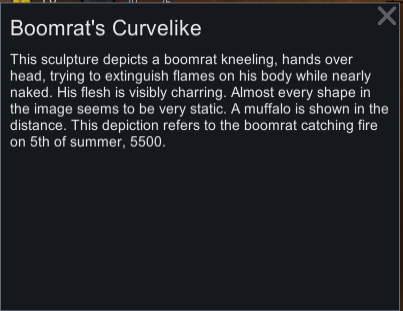 Boomrat's Curvelike
This sculpture depicts a boomrat kneeling, hands over
head, trying to extinguish flames on his body while nearly
naked. His flesh is visibly charring. Almost every shape in
the image seems to be very static. A muffalo is shown in the
distance. This depiction refers to the boomrat catching fire
on 5th of summer, 5500.